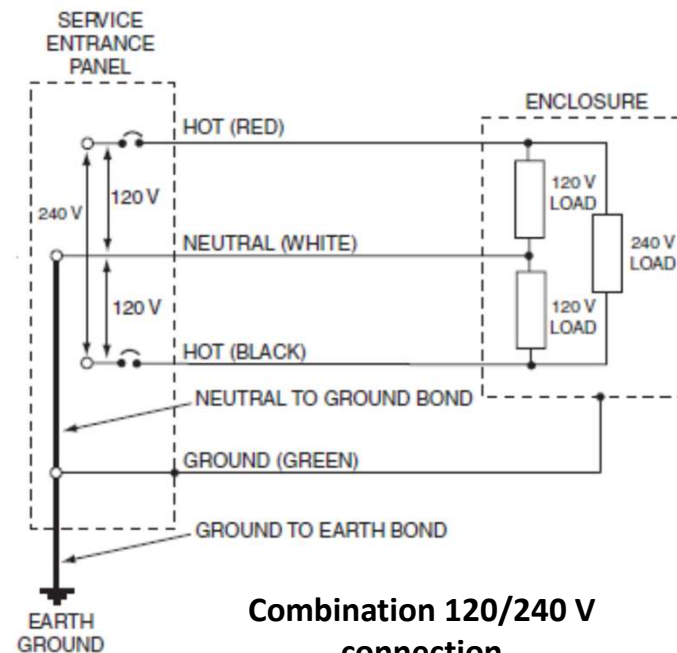 SERVICE
ENTRANCE
PANEL
ENCLOSURE
HOT (RED)
120 V
LOAD
120 V
240 V
NEUTRAL (WHITE)
240 V
LOAD
120 V
120 V
LOAD
HOT (BLACK)
NEUTRAL TO GROUND BOND
GROUND (GREEN)
GROUND TO EARTH BOND
EARTH
GROUND
Combination 120/240 V
connection